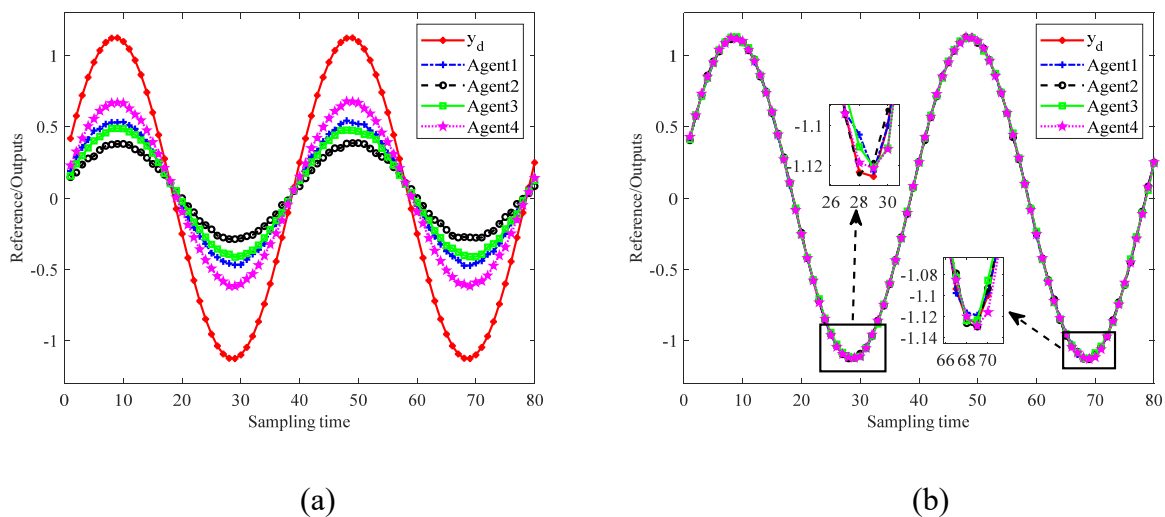 y_d
Agent1
Agent2
Agent3
Agent4
1
0.5
0
-0.5
-1
Reference/Outputs
0 10 20 30 40 50 60 70 80
Sampling time
(a)
y_d
Agent1
Agent2
Agent3
Agent4
1
0.5
0
-0.5
-1
Reference/Outputs
-1.11
-1.12
26 28 30
-1.08
-1.1
-1.12
-1.14
66 68 70
0 10 20 30 40 50 60 70 80
Sampling time
(b)